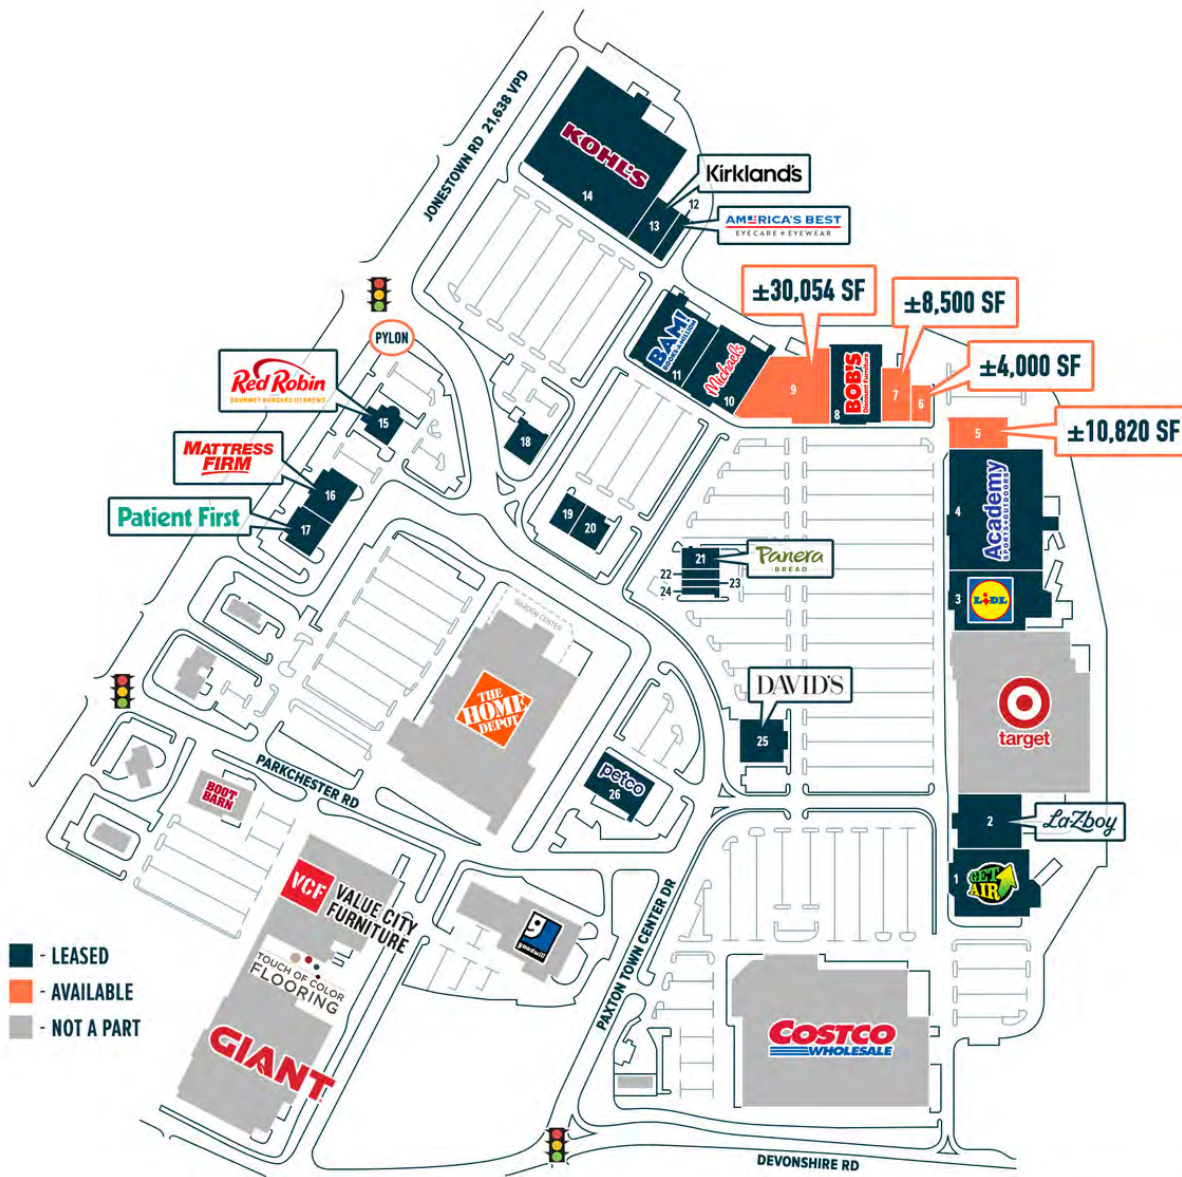 JONESTOWN RD 21,638 VPD
KOHL'S
14
Kirkland's
12
13
AMERICA'S BEST
EYECARE + EYEWEAR
±30,054 SF
±8,500 SF
±4,000 SF
±10,820 SF
PYLON
BAM!
BOOKS-A-MILLION
11
Michaels
10
9
BOB'S
Discount Furniture
8
7
6
5
Red Robin
GOURMET BURGERS & BREWS
15
MATTRESS
FIRM
16
Patient First
17
18
19
20
Academy
SPORTS+OUTDOORS
4
21
Panera
BREAD
22
23
24
LIDL
3
GARDEN CENTER
THE
HOME
DEPOT
DAVID'S
25
target
petco
26
PARKCHESTER RD
BOOT
BARN
2
LaZboy
GET
AIR
1
VCF
VALUE CITY
FURNITURE
goodwill
PAXTON TOWN CENTER DR
TOUCH OF COLOR
FLOORING
GIANT
COSTCO
WHOLESALE
- LEASED
- AVAILABLE
- NOT A PART
DEVONSHIRE RD